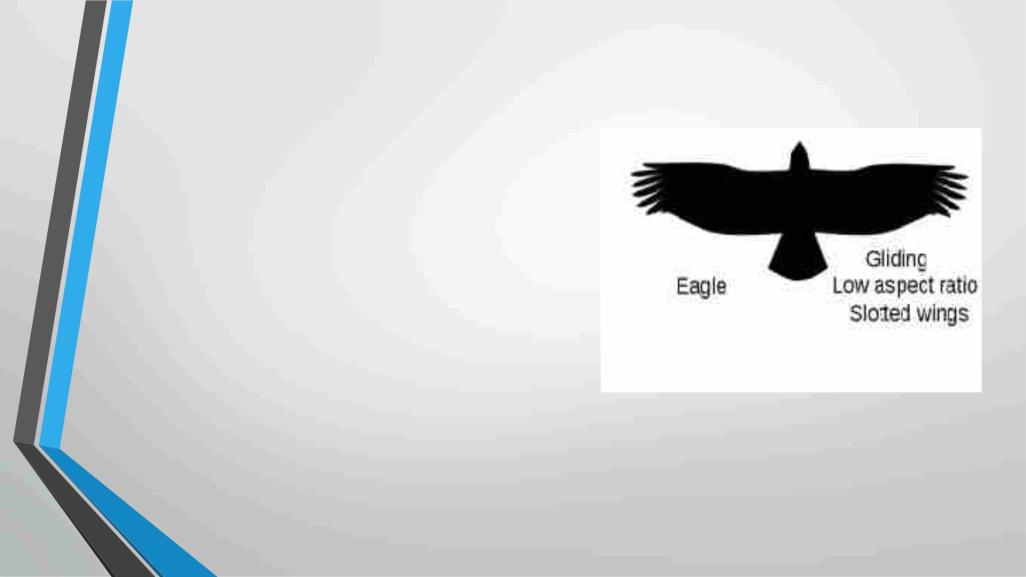 Eagle
Gliding
Low aspect ratio
Slotted wings